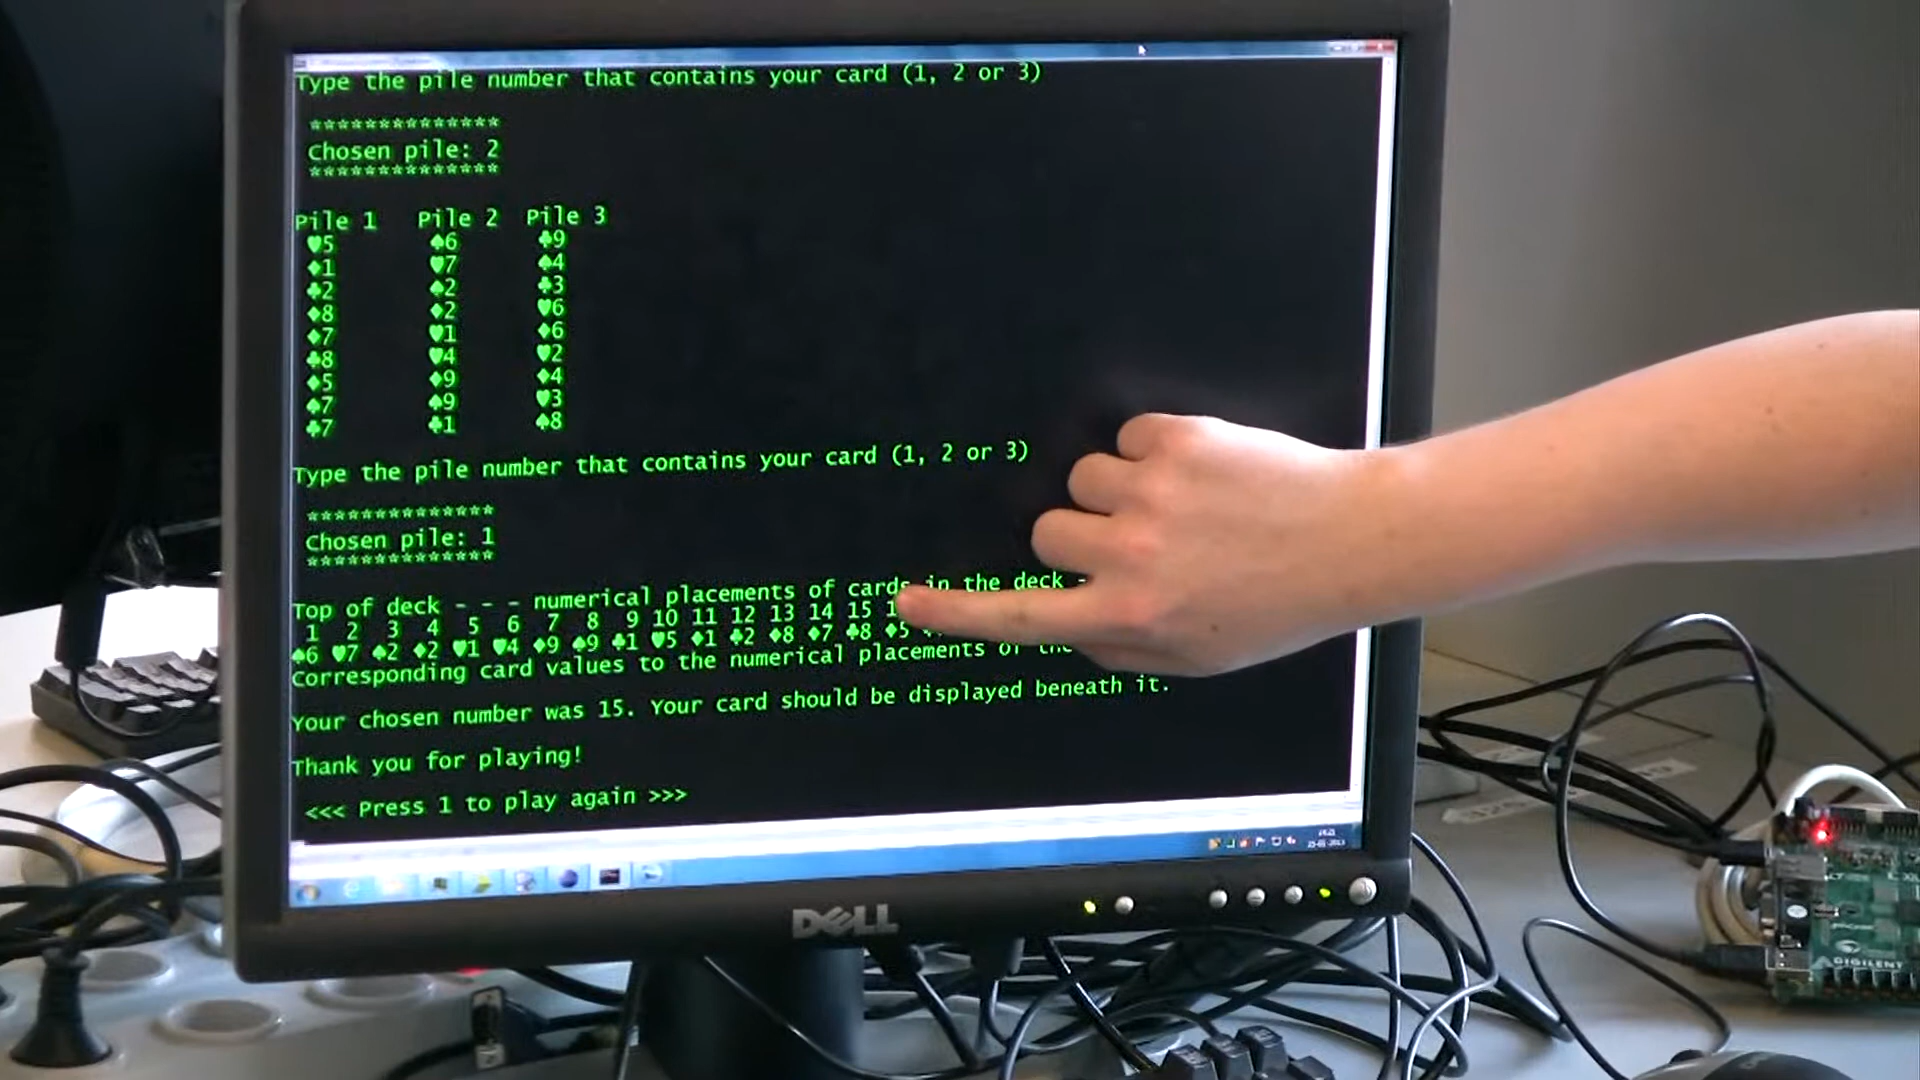 Type the pile number that contains your card (1, 2 or 3)
**************
Chosen pile: 2
**************
Pile 1 Pile 2 Pile 3
♥5 ♠6 ♣9
♦1 ♥7 ♠4
♣2 ♠2 ♣3
♦8 ♦2 ♥6
♦7 ♥1 ♦6
♣8 ♥4 ♥2
♦5 ♦9 ♦4
♠7 ♠9 ♥3
♣7 ♣1 ♠8
Type the pile number that contains your card (1, 2 or 3)
**************
Chosen pile: 1
**************
Top of deck - - - numerical placements of cards in the deck -
1 2 3 4 5 6 7 8 9 10 11 12 13 14 15
♠6 ♥7 ♠2 ♦2 ♥1 ♥4 ♦9 ♠9 ♣1 ♥5 ♦1 ♣2 ♦8 ♦7 ♣8 ♦5
Corresponding card values to the numerical placements of the
Your chosen number was 15. Your card should be displayed beneath it.
Thank you for playing!
<<< Press 1 to play again >>>
DELL
DIGILENT